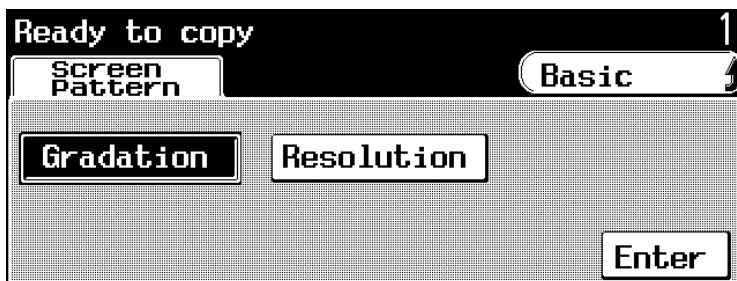 Ready to copy 1
Screen
Pattern
Basic
Gradation Resolution
Enter